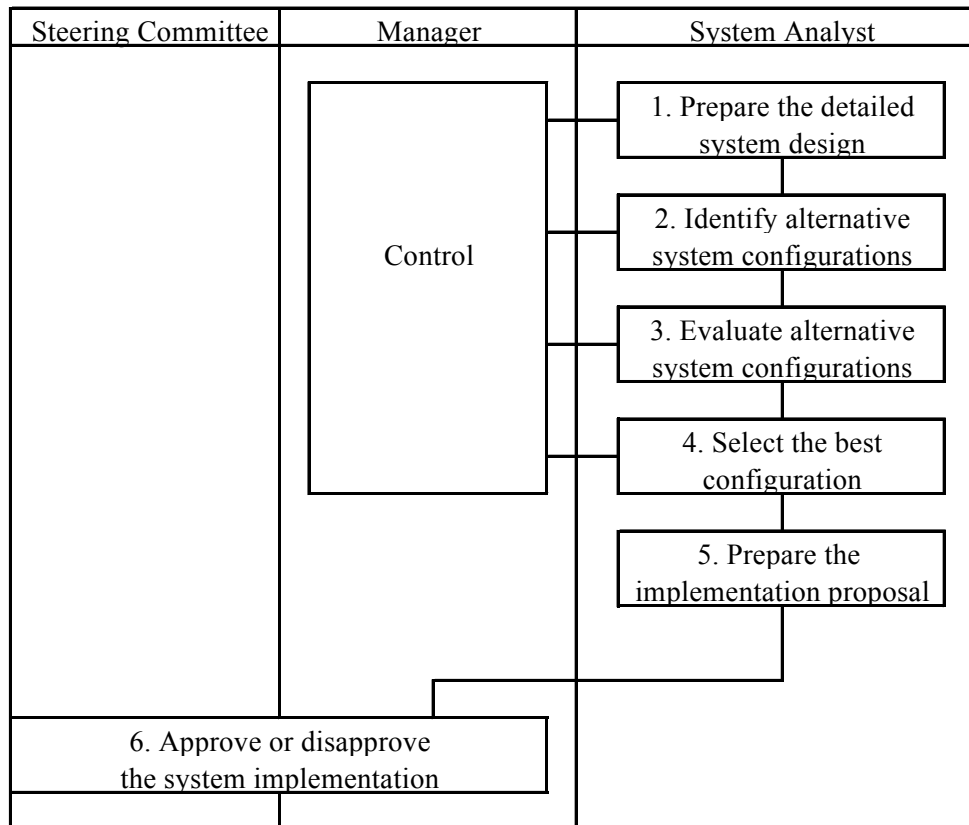 Steering Committee
Manager
System Analyst
1. Prepare the detailed
system design
2. Identify alternative
system configurations
Control
3. Evaluate alternative
system configurations
4. Select the best
configuration
5. Prepare the
implementation proposal
6. Approve or disapprove
the system implementation